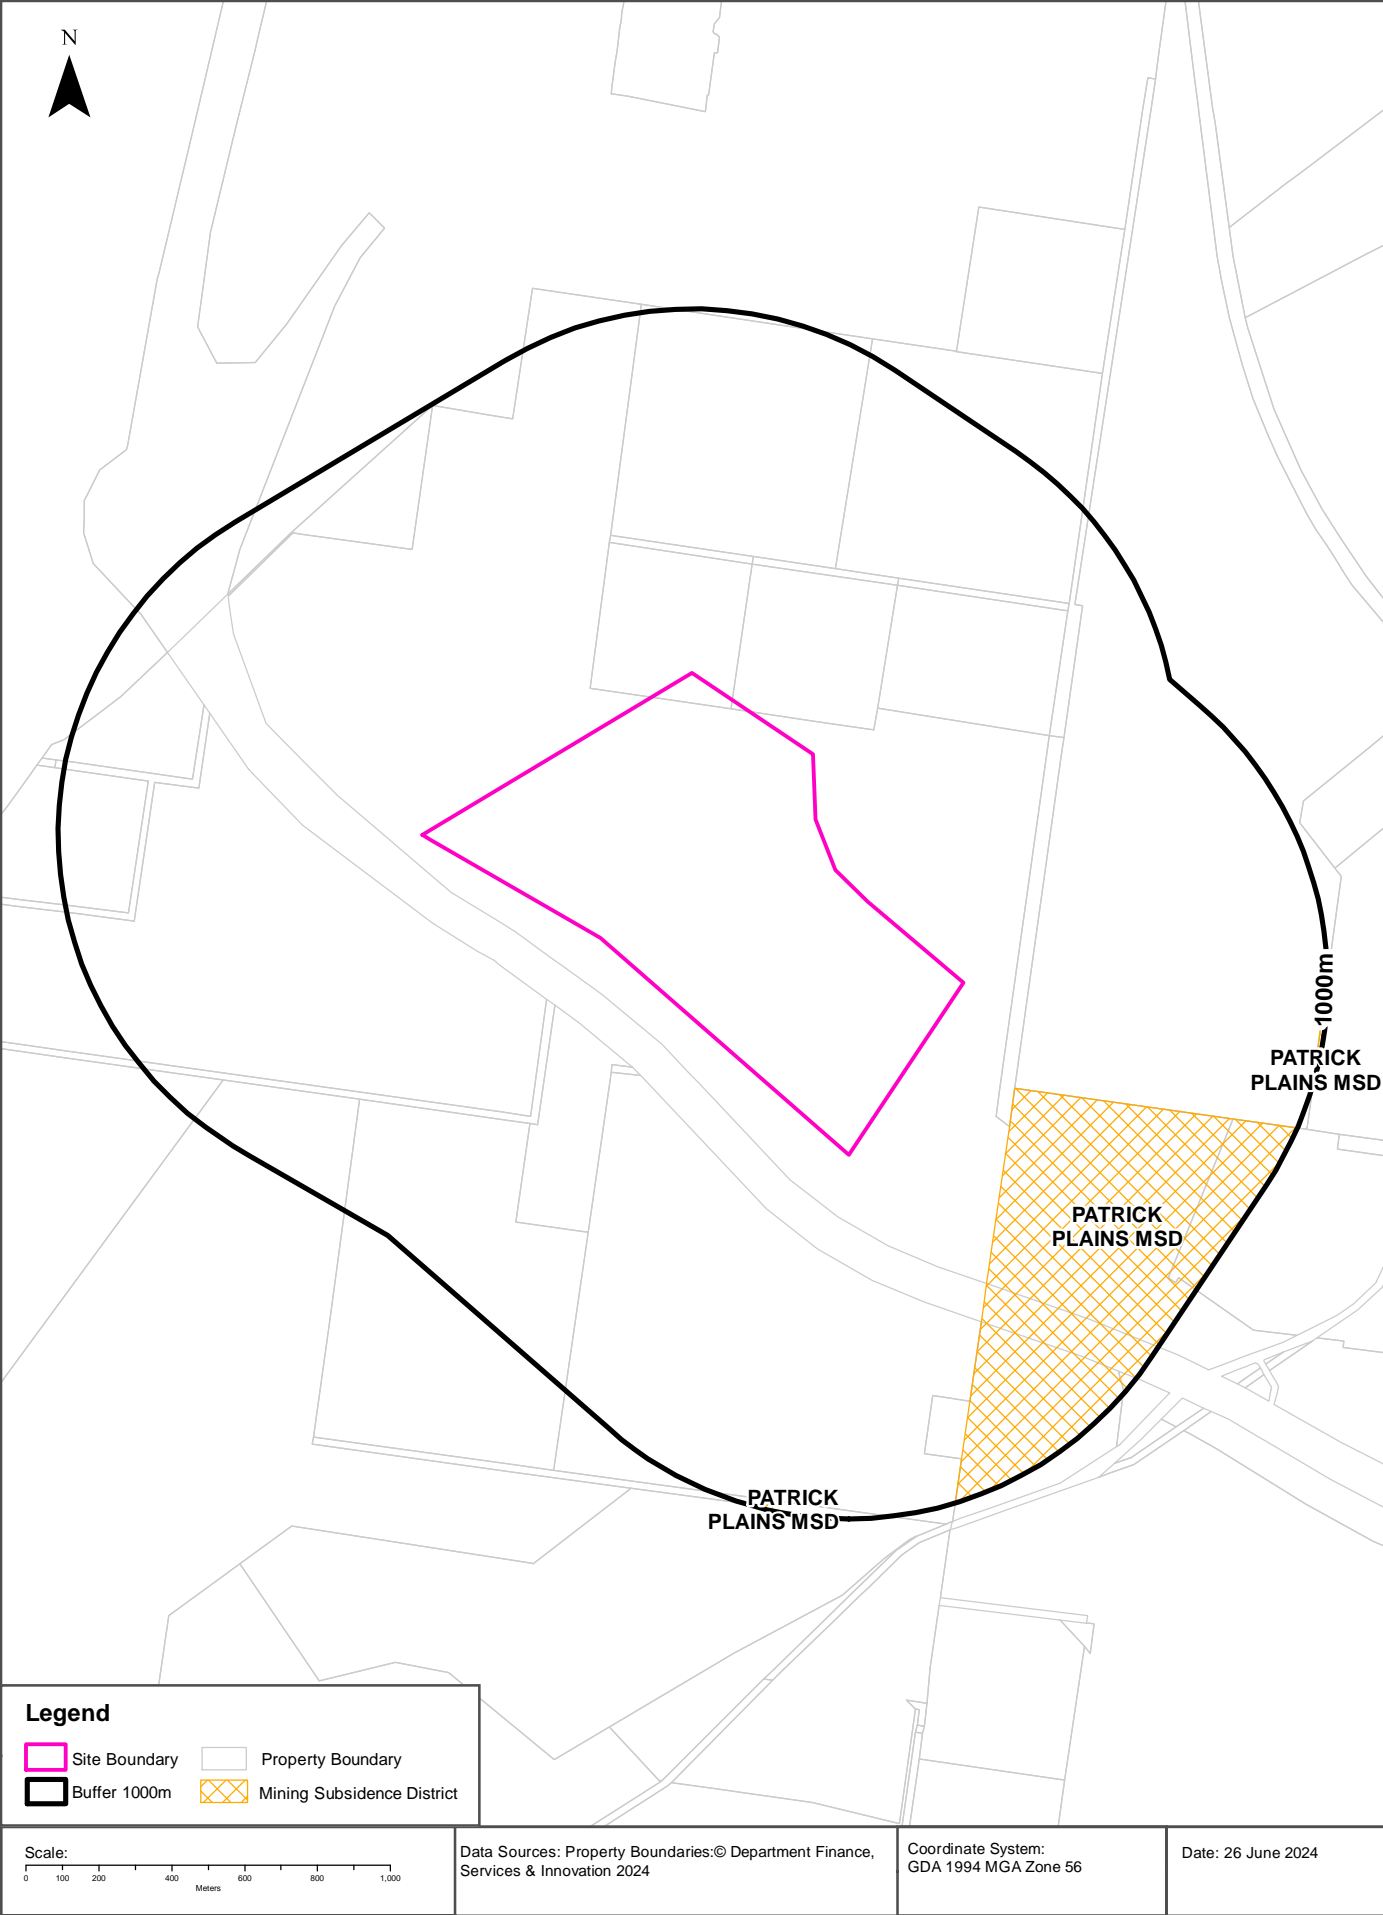 N
1000m
PATRICK
PLAINS MSD
PATRICK
PLAINS MSD
PATRICK
PLAINS MSD
Legend
Site Boundary
Property Boundary
Buffer 1000m
Mining Subsidence District
Scale:
0 100 200 400 600 800 1,000
Meters
Data Sources: Property Boundaries:© Department Finance,
Services & Innovation 2024
Coordinate System:
GDA 1994 MGA Zone 56
Date: 26 June 2024